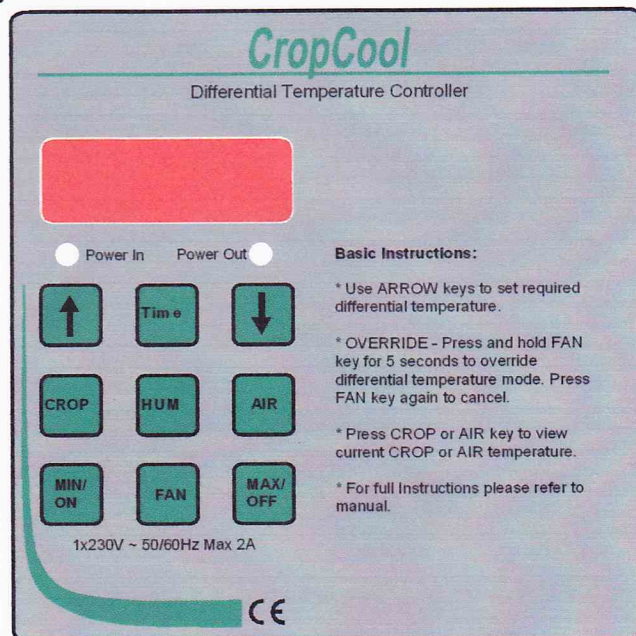 CropCool
Differential Temperature Controller
Power In Power Out
Basic Instructions:
* Use ARROW keys to set required
differential temperature.
* OVERRIDE - Press and hold FAN
key for 5 seconds to override
differential temperature mode. Press
FAN key again to cancel.
* Press CROP or AIR key to view
current CROP or AIR temperature.
* For full Instructions please refer to
manual.
Time
CROP HUM AIR
MIN/
ON
FAN
MAX/
OFF
1x230V ~ 50/60Hz Max 2A
CE